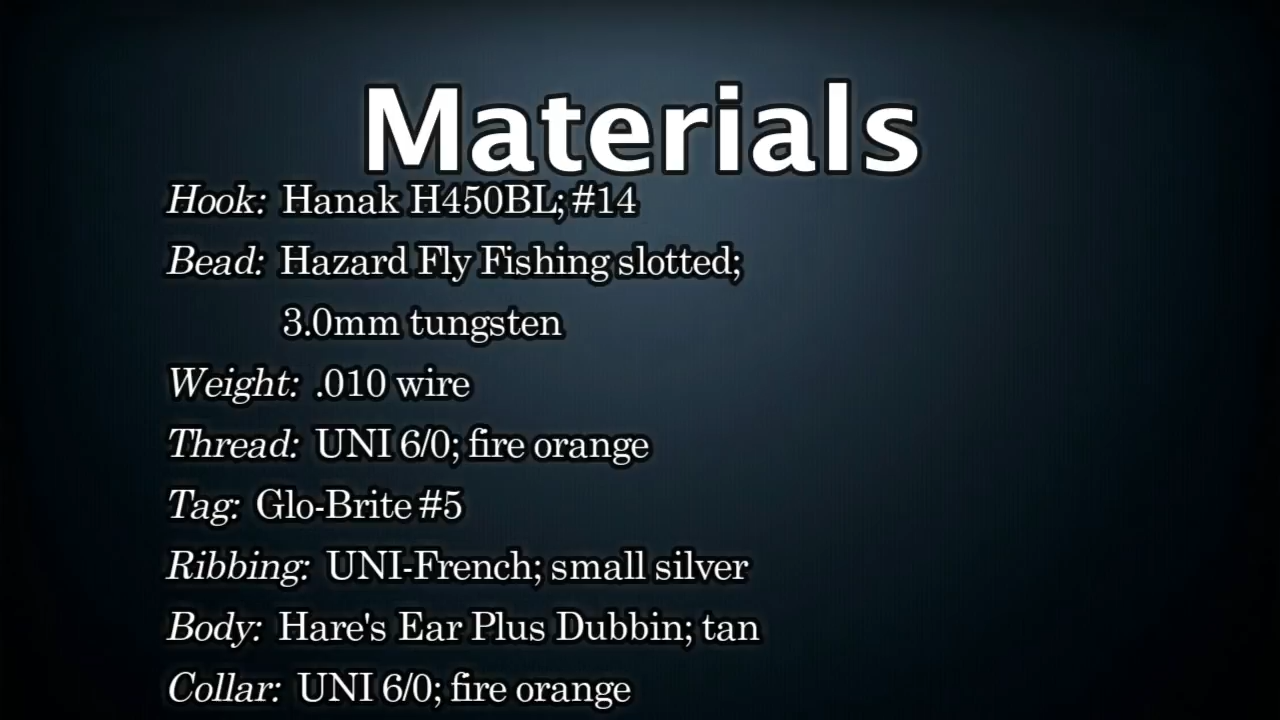 Materials
Hook: Hanak H450BL; #14
Bead: Hazard Fly Fishing slotted;
3.0mm tungsten
Weight: .010 wire
Thread: UNI 6/0; fire orange
Tag: Glo-Brite #5
Ribbing: UNI-French; small silver
Body: Hare's Ear Plus Dubbin; tan
Collar: UNI 6/0; fire orange